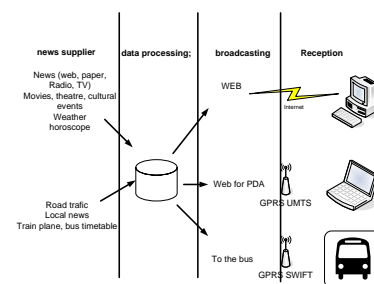 news supplier
data processing;
broadcasting
Reception
News (web, paper,
Radio, TV)
Movies, theatre, cultural
events
Weather
horoscope
WEB
Internet
Web for PDA
GPRS UMTS
Road trafic
Local news
Train plane, bus timetable
To the bus
GPRS SWIFT